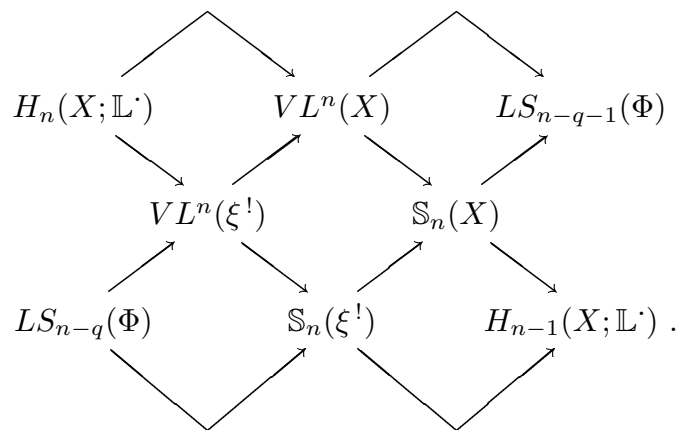 H_n(X; 𝕃^·) VL^n(X) LS_{n-q-1}(Φ)
VL^n(ξ^!) 𝕊_n(X)
LS_{n-q}(Φ) 𝕊_n(ξ^!) H_{n-1}(X; 𝕃^·) .